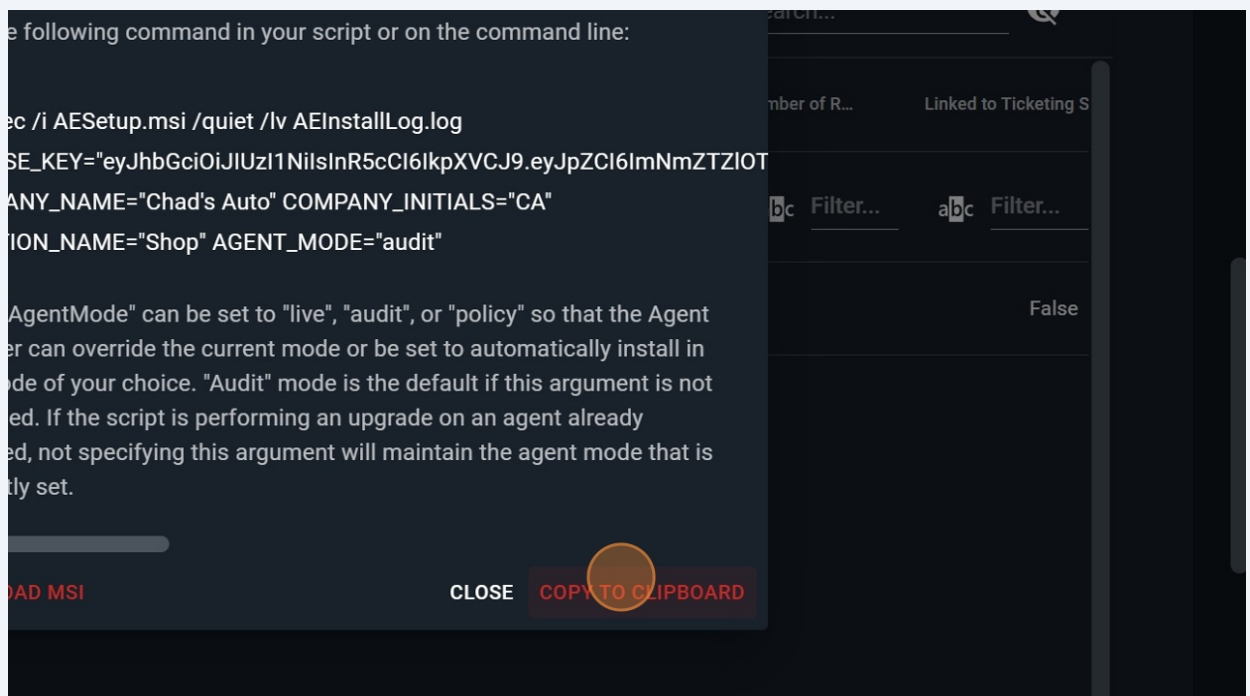 e following command in your script or on the command line:
earch...
ec /i AESetup.msi /quiet /lv AEInstallLog.log
SE_KEY="eyJhbGciOiJIUzI1NiIsInR5cCI6IkpXVCJ9.eyJpZCI6ImNmZTZlOT
ANY_NAME="Chad's Auto" COMPANY_INITIALS="CA"
ION_NAME="Shop" AGENT_MODE="audit"
mber of R... Linked to Ticketing S
bc Filter... abc Filter...
False
AgentMode" can be set to "live", "audit", or "policy" so that the Agent
er can override the current mode or be set to automatically install in
ode of your choice. "Audit" mode is the default if this argument is not
ed. If the script is performing an upgrade on an agent already
ed, not specifying this argument will maintain the agent mode that is
tly set.
OAD MSI CLOSE COPY TO CLIPBOARD